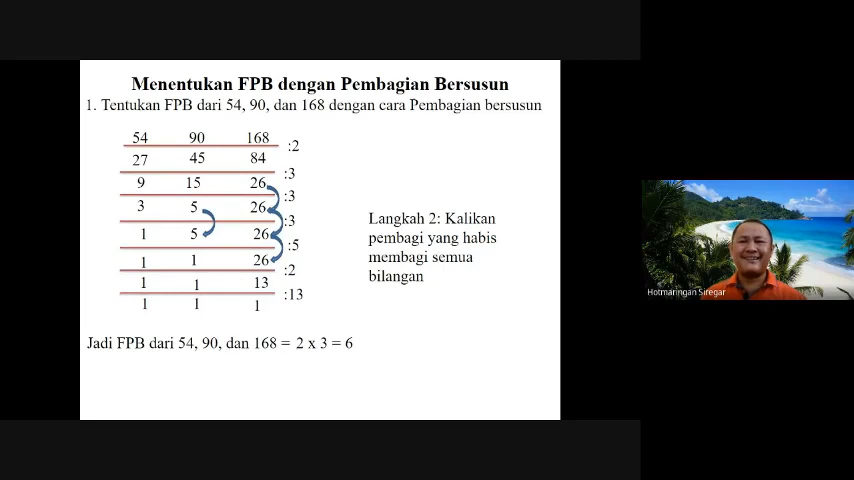 Menentukan FPB dengan Pembagian Bersusun
1. Tentukan FPB dari 54, 90, dan 168 dengan cara Pembagian bersusun
54 90 168 :2
27 45 84 :3
9 15 26 :3
3 5 26 :3
1 5 26 :5
1 1 26 :2
1 1 13 :13
1 1 1
Langkah 2: Kalikan
pembagi yang habis
membagi semua
bilangan
Jadi FPB dari 54, 90, dan 168 = 2 x 3 = 6
Hotmaringan Siregar